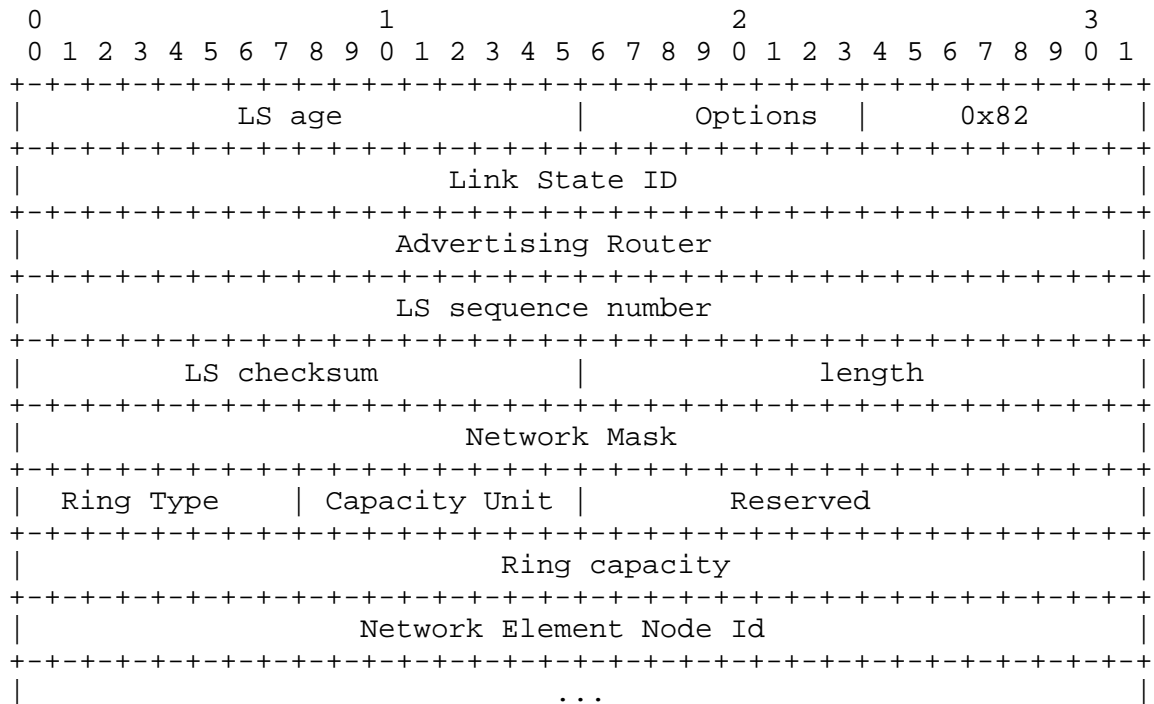 0                   1                   2                   3
 0 1 2 3 4 5 6 7 8 9 0 1 2 3 4 5 6 7 8 9 0 1 2 3 4 5 6 7 8 9 0 1
+-+-+-+-+-+-+-+-+-+-+-+-+-+-+-+-+-+-+-+-+-+-+-+-+-+-+-+-+-+-+-+-+
|            LS age             |      Options  |     0x82      |
+-+-+-+-+-+-+-+-+-+-+-+-+-+-+-+-+-+-+-+-+-+-+-+-+-+-+-+-+-+-+-+-+
|                        Link State ID                          |
+-+-+-+-+-+-+-+-+-+-+-+-+-+-+-+-+-+-+-+-+-+-+-+-+-+-+-+-+-+-+-+-+
|                     Advertising Router                        |
+-+-+-+-+-+-+-+-+-+-+-+-+-+-+-+-+-+-+-+-+-+-+-+-+-+-+-+-+-+-+-+-+
|                     LS sequence number                        |
+-+-+-+-+-+-+-+-+-+-+-+-+-+-+-+-+-+-+-+-+-+-+-+-+-+-+-+-+-+-+-+-+
|         LS checksum           |             length            |
+-+-+-+-+-+-+-+-+-+-+-+-+-+-+-+-+-+-+-+-+-+-+-+-+-+-+-+-+-+-+-+-+
|                         Network Mask                          |
+-+-+-+-+-+-+-+-+-+-+-+-+-+-+-+-+-+-+-+-+-+-+-+-+-+-+-+-+-+-+-+-+
|  Ring Type    | Capacity Unit |        Reserved               |
+-+-+-+-+-+-+-+-+-+-+-+-+-+-+-+-+-+-+-+-+-+-+-+-+-+-+-+-+-+-+-+-+
|                           Ring capacity                       |
+-+-+-+-+-+-+-+-+-+-+-+-+-+-+-+-+-+-+-+-+-+-+-+-+-+-+-+-+-+-+-+-+
|                   Network Element Node Id                     |
+-+-+-+-+-+-+-+-+-+-+-+-+-+-+-+-+-+-+-+-+-+-+-+-+-+-+-+-+-+-+-+-+
|                              ...                              |